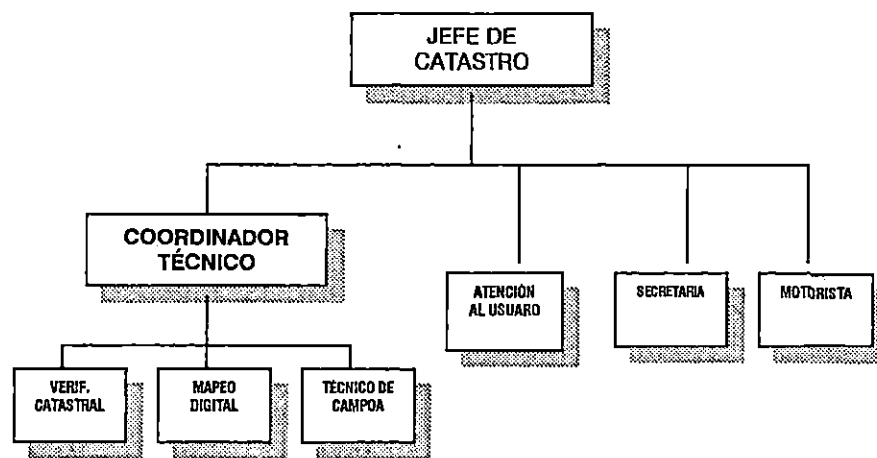 JEFE DE
CATASTRO
COORDINADOR
TÉCNICO
ATENCIÓN
AL USUARO
SECRETARIA
MOTORISTA
VERIF.
CATASTRAL
MAPEO
DIGITAL
TÉCNICO DE
CAMPOA